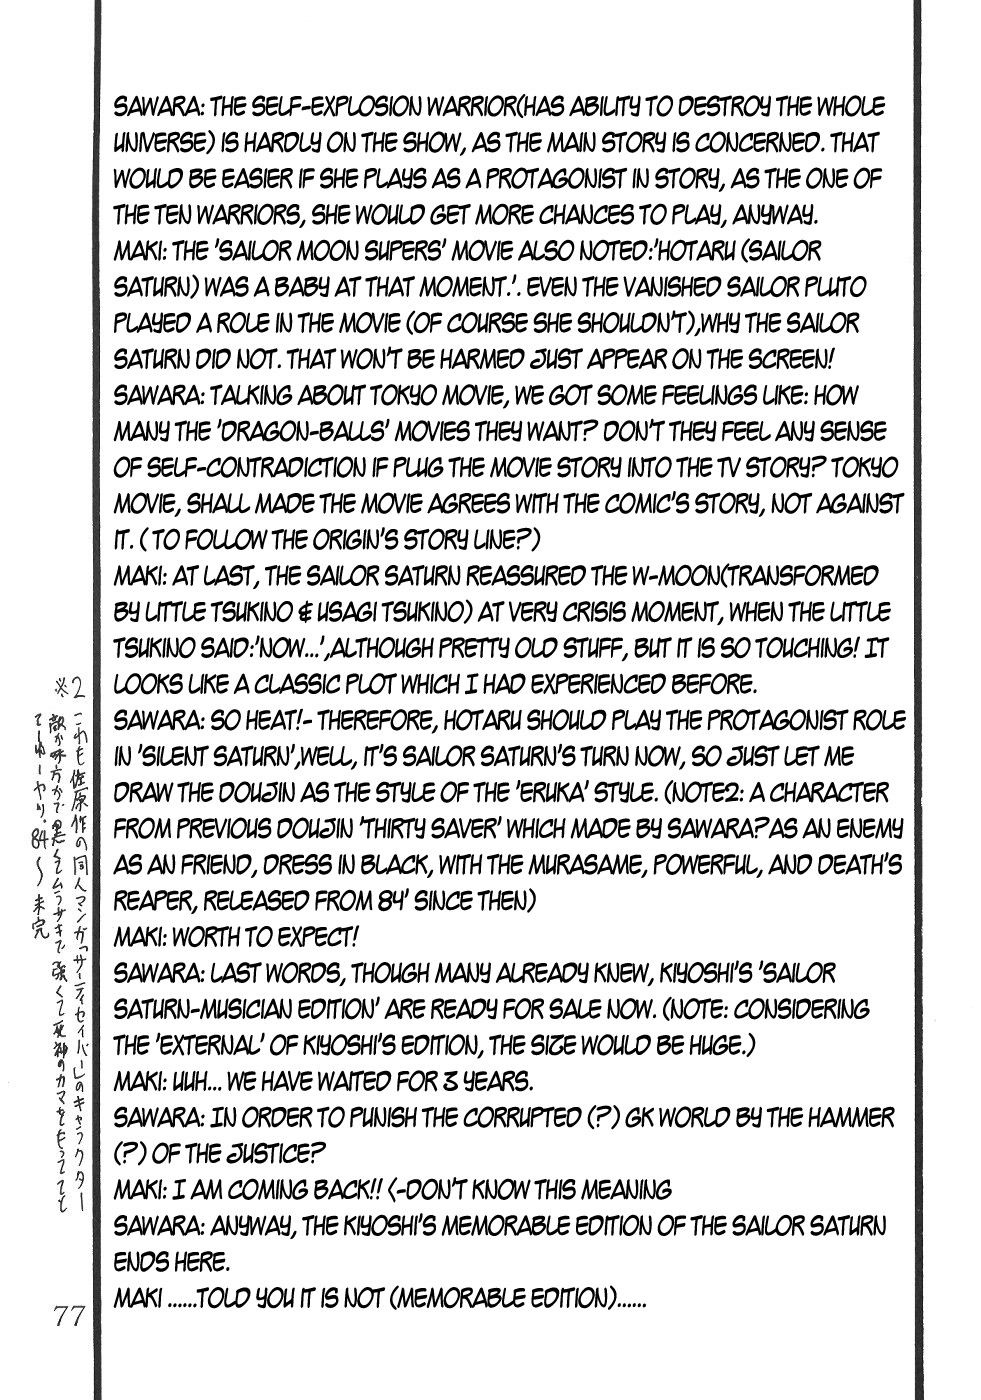 SAWARA: THE SELF-EXPLOSION WARRIOR(HAS ABILITY TO DESTROY THE WHOLE
UNIVERSE) IS HARDLY ON THE SHOW, AS THE MAIN STORY IS CONCERNED. THAT
WOULD BE EASIER IF SHE PLAYS AS A PROTAGONIST IN STORY, AS THE ONE OF
THE TEN WARRIORS, SHE WOULD GET MORE CHANCES TO PLAY, ANYWAY.
MAKI: THE 'SAILOR MOON SUPERS' MOVIE ALSO NOTED:'HOTARU (SAILOR
SATURN) WAS A BABY AT THAT MOMENT.'. EVEN THE VANISHED SAILOR PLUTO
PLAYED A ROLE IN THE MOVIE (OF COURSE SHE SHOULDN'T),WHY THE SAILOR
SATURN DID NOT. THAT WON'T BE HARMED JUST APPEAR ON THE SCREEN!
SAWARA: TALKING ABOUT TOKYO MOVIE, WE GOT SOME FEELINGS LIKE: HOW
MANY THE 'DRAGON-BALLS' MOVIES THEY WANT? DON'T THEY FEEL ANY SENSE
OF SELF-CONTRADICTION IF PLUG THE MOVIE STORY INTO THE TV STORY? TOKYO
MOVIE, SHALL MADE THE MOVIE AGREES WITH THE COMIC'S STORY, NOT AGAINST
IT. ( TO FOLLOW THE ORIGIN'S STORY LINE?)
MAKI: AT LAST, THE SAILOR SATURN REASSURED THE W-MOON(TRANSFORMED
BY LITTLE TSUKINO & USAGI TSUKINO) AT VERY CRISIS MOMENT, WHEN THE LITTLE
TSUKINO SAID:'NOW...',ALTHOUGH PRETTY OLD STUFF, BUT IT IS SO TOUCHING! IT
LOOKS LIKE A CLASSIC PLOT WHICH I HAD EXPERIENCED BEFORE.
SAWARA: SO HEAT!- THEREFORE, HOTARU SHOULD PLAY THE PROTAGONIST ROLE
IN 'SILENT SATURN',WELL, IT'S SAILOR SATURN'S TURN NOW, SO JUST LET ME
DRAW THE DOUJIN AS THE STYLE OF THE 'ERUKA' STYLE. (NOTE2: A CHARACTER
FROM PREVIOUS DOUJIN 'THIRTY SAVER' WHICH MADE BY SAWARA?AS AN ENEMY
AS AN FRIEND, DRESS IN BLACK, WITH THE MURASAME, POWERFUL, AND DEATH'S
REAPER, RELEASED FROM 84' SINCE THEN)
MAKI: WORTH TO EXPECT!
SAWARA: LAST WORDS, THOUGH MANY ALREADY KNEW, KIYOSHI'S 'SAILOR
SATURN-MUSICIAN EDITION' ARE READY FOR SALE NOW. (NOTE: CONSIDERING
THE 'EXTERNAL' OF KIYOSHI'S EDITION, THE SIZE WOULD BE HUGE.)
MAKI: UUH... WE HAVE WAITED FOR 3 YEARS.
SAWARA: IN ORDER TO PUNISH THE CORRUPTED (?) GK WORLD BY THE HAMMER
(?) OF THE JUSTICE?
MAKI: I AM COMING BACK!! <-DON'T KNOW THIS MEANING
SAWARA: ANYWAY, THE KIYOSHI'S MEMORABLE EDITION OF THE SAILOR SATURN
ENDS HERE.
MAKI ......TOLD YOU IT IS NOT (MEMORABLE EDITION)......
※2 これも佐原作の同人マンガ「サーティセイバー」のキャラクター
敵か味方かで黒くてムラサキで強くて死神のカマをもってて
84〜未完
77